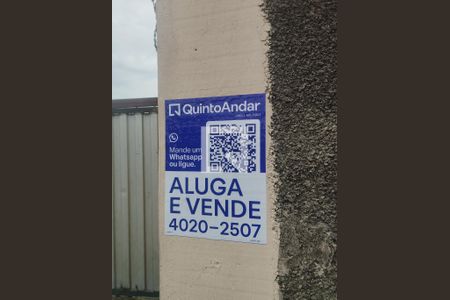 QuintoAndar
Mande um
Whatsapp
ou ligue.
ALUGA
E VENDE
4020-2507